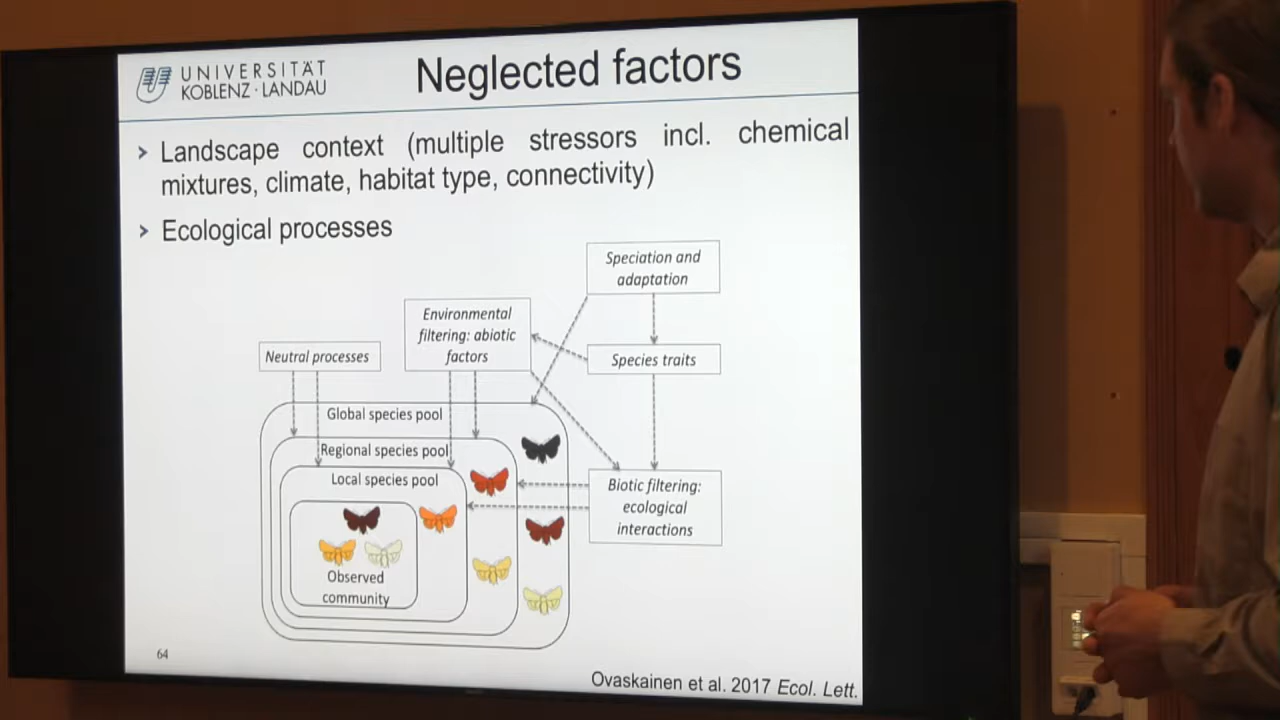 UNIVERSITÄT
KOBLENZ · LANDAU
Neglected factors
Landscape context (multiple stressors incl. chemical
mixtures, climate, habitat type, connectivity)
Ecological processes
Speciation and
adaptation
Environmental
filtering: abiotic
factors
Neutral processes
Species traits
Global species pool
Regional species pool
Local species pool
Biotic filtering:
ecological
interactions
Observed
community
64
Ovaskainen et al. 2017 Ecol. Lett.